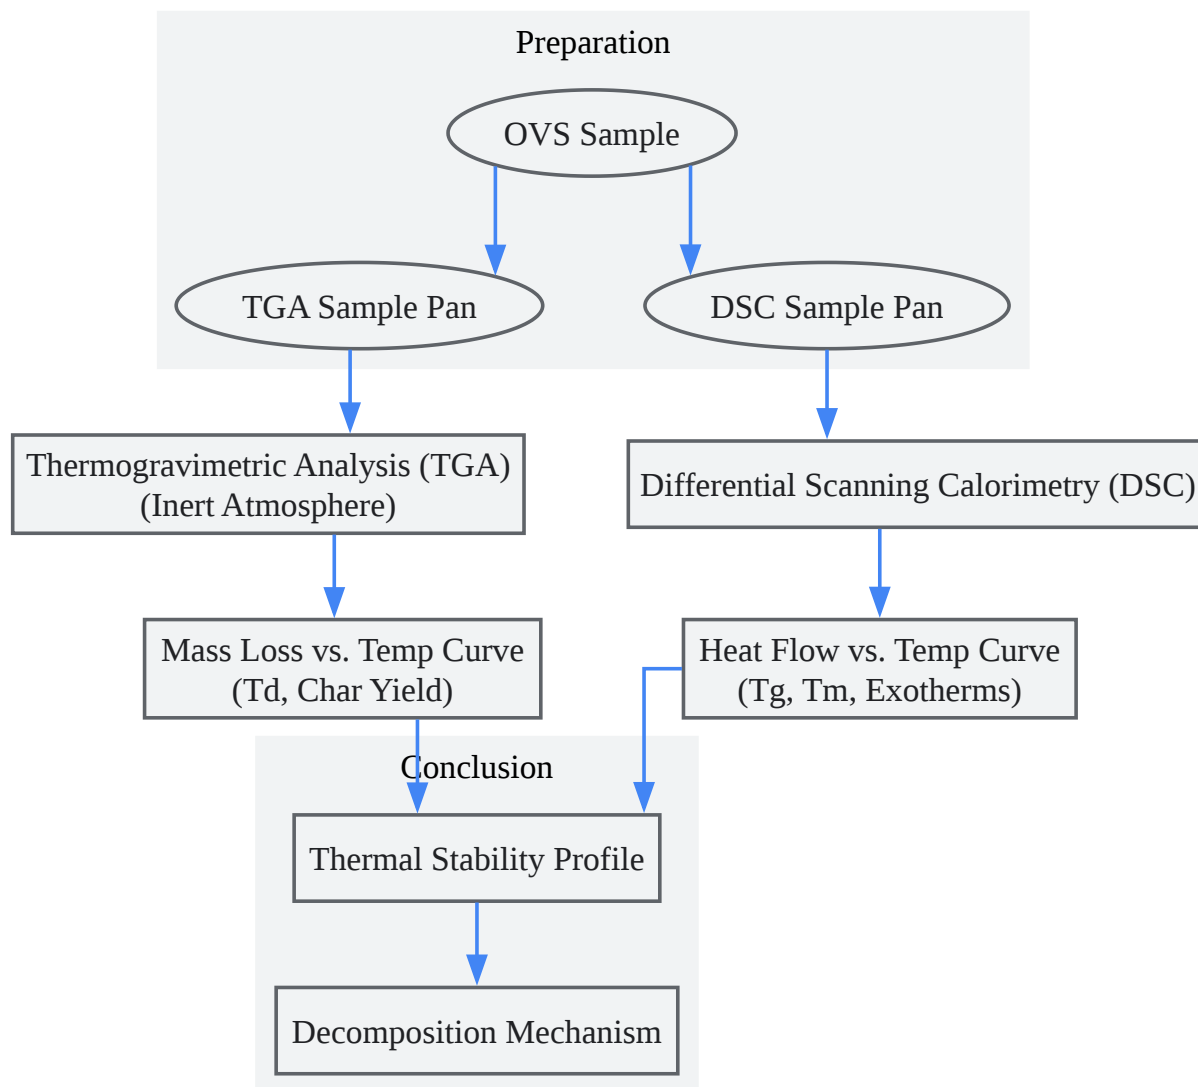 Preparation
OVS Sample
TGA Sample Pan
DSC Sample Pan
Thermogravimetric Analysis (TGA)
(Inert Atmosphere)
Differential Scanning Calorimetry (DSC)
Mass Loss vs. Temp Curve
(Td, Char Yield)
Heat Flow vs. Temp Curve
(Tg, Tm, Exotherms)
Conclusion
Thermal Stability Profile
Decomposition Mechanism